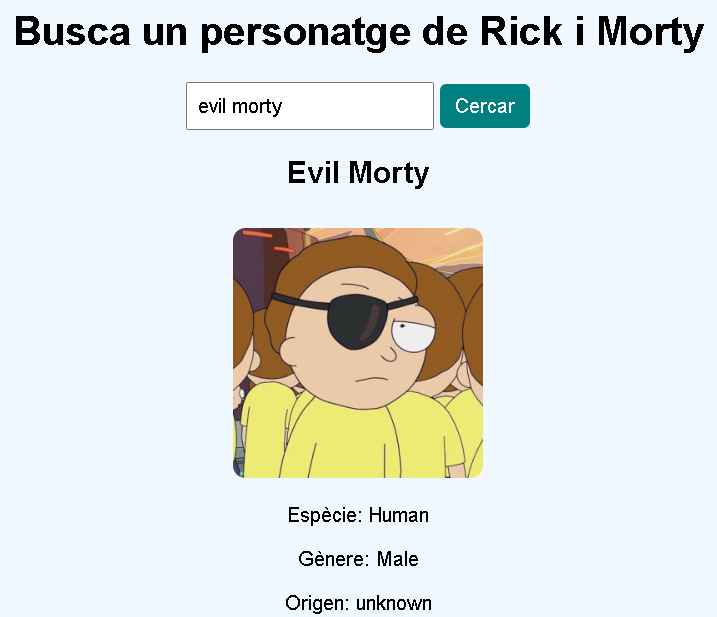 Busca un personatge de Rick i Morty
evil morty Cercar
Evil Morty
Espècie: Human
Gènere: Male
Origen: unknown